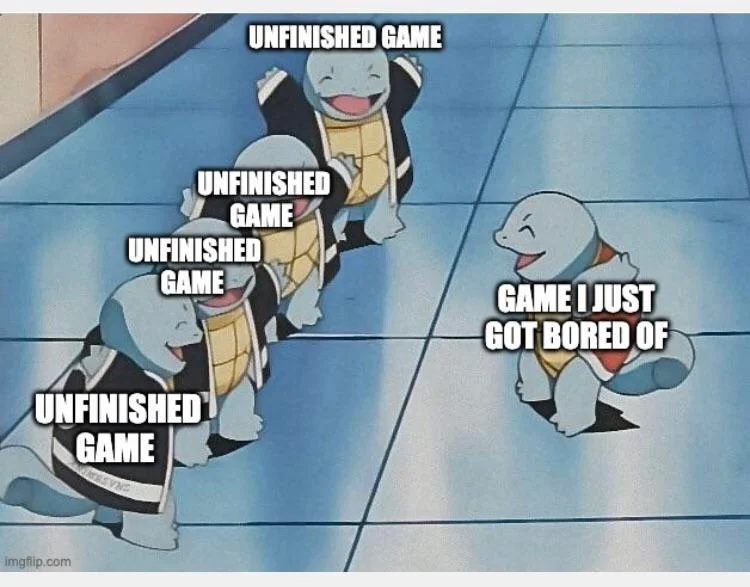 UNFINISHED GAME
UNFINISHED
GAME
UNFINISHED
GAME
GAME I JUST
GOT BORED OF
UNFINISHED
GAME
imgflip.com